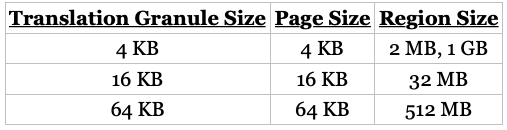 Translation Granule Size Page Size Region Size
4 KB 4 KB 2 MB, 1 GB
16 KB 16 KB 32 MB
64 KB 64 KB 512 MB